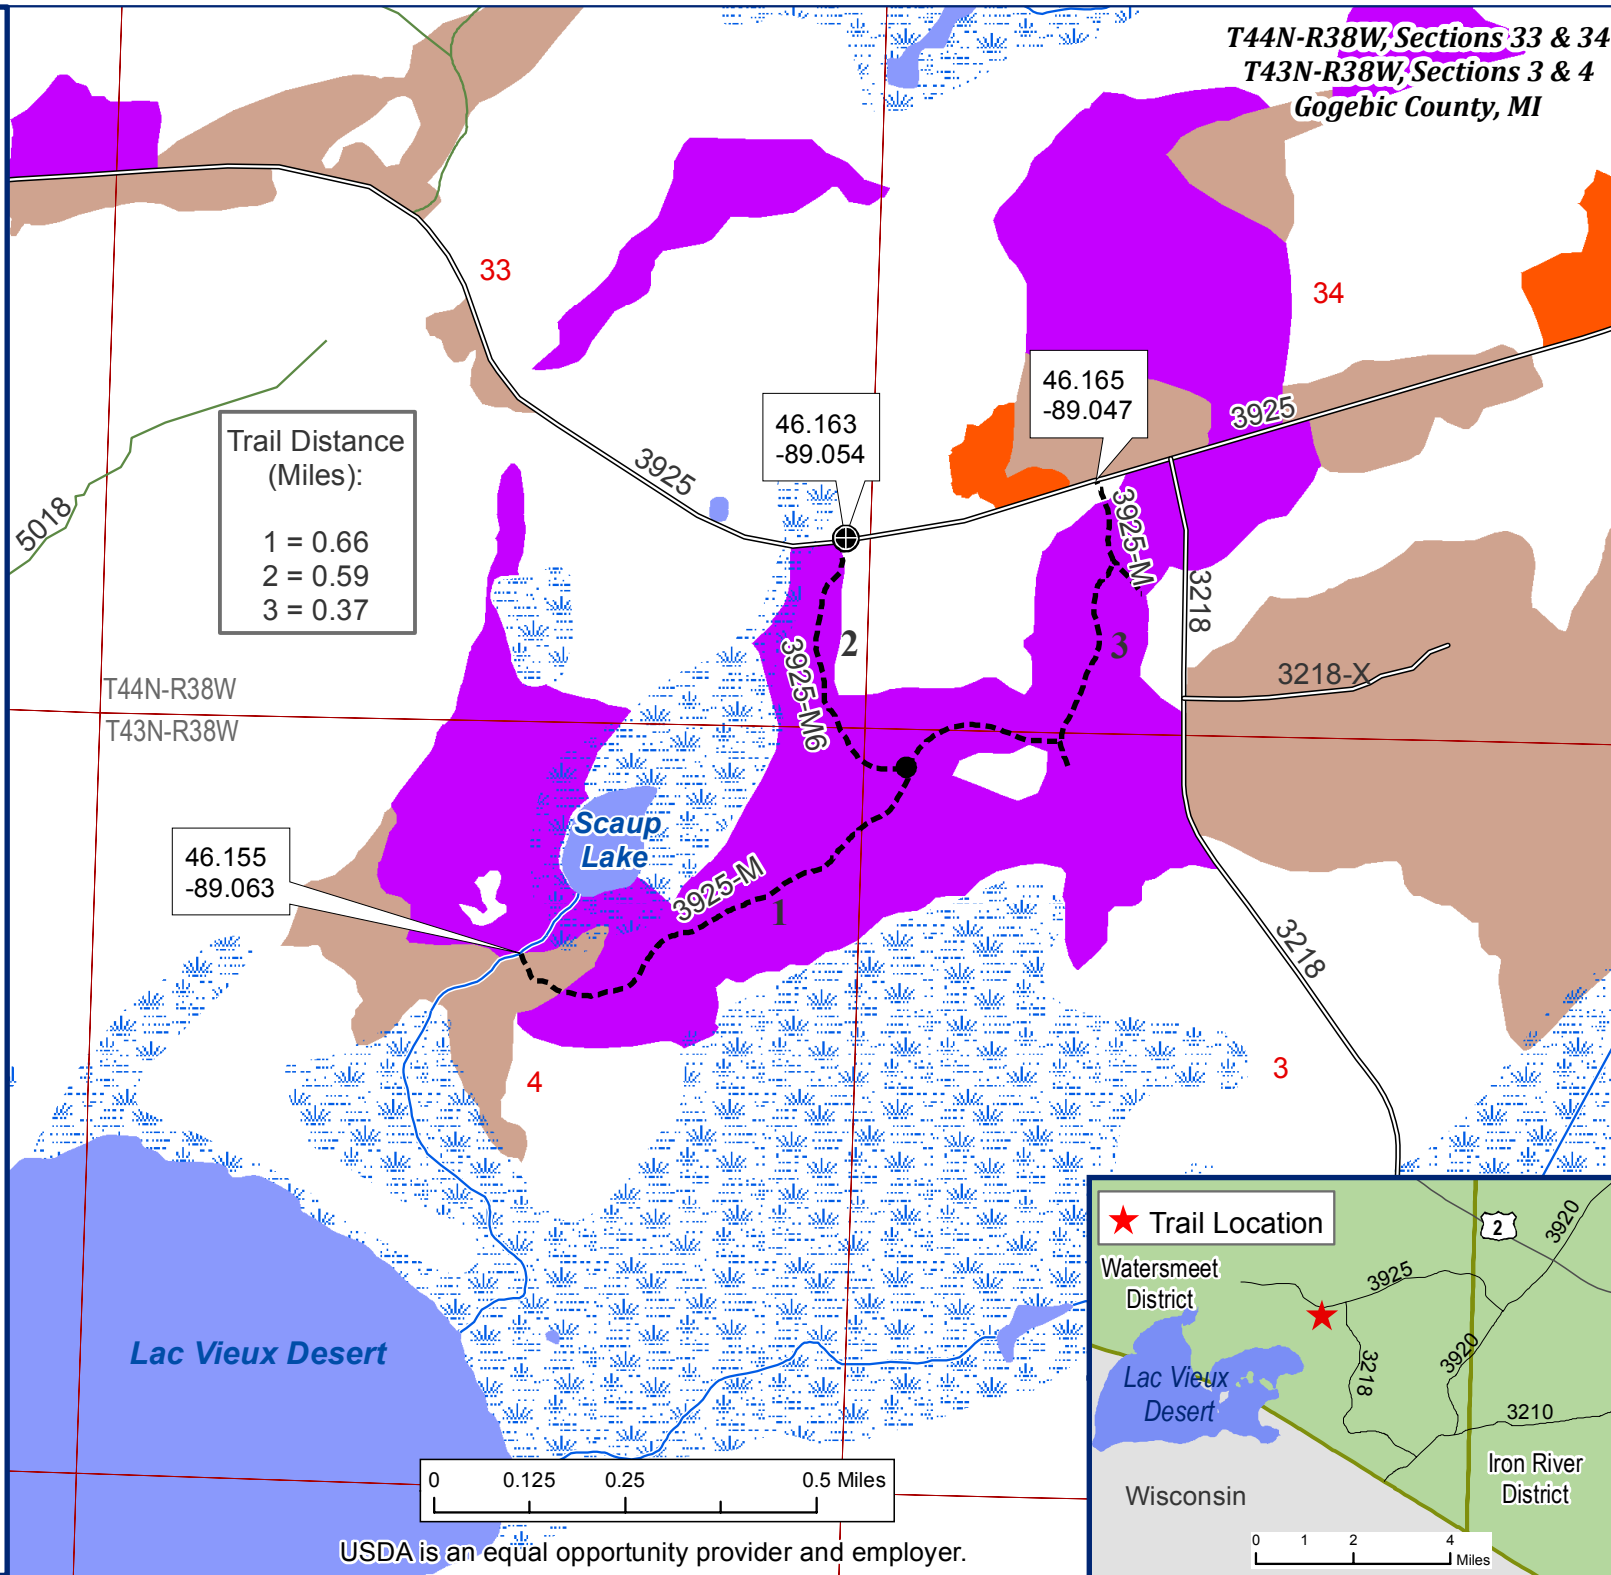 T44N-R38W, Sections 33 & 34
T43N-R38W, Sections 3 & 4
Gogebic County, MI
33
34
46.165
-89.047
46.163
-89.054
3925
3925
Trail Distance
(Miles):
1 = 0.66
2 = 0.59
3 = 0.37
5018
3925-M
3218
2
3
3925-M6
3218-X
T44N-R38W
T43N-R38W
Scaup
Lake
46.155
-89.063
3925-M
1
3218
4
3
Lac Vieux Desert
Trail Location
2
3920
Watersmeet
District
3925
3920
3218
Lac Vieux
Desert
3210
Iron River
District
Wisconsin
0 1 2 4
Miles
0 0.125 0.25 0.5 Miles
USDA is an equal opportunity provider and employer.